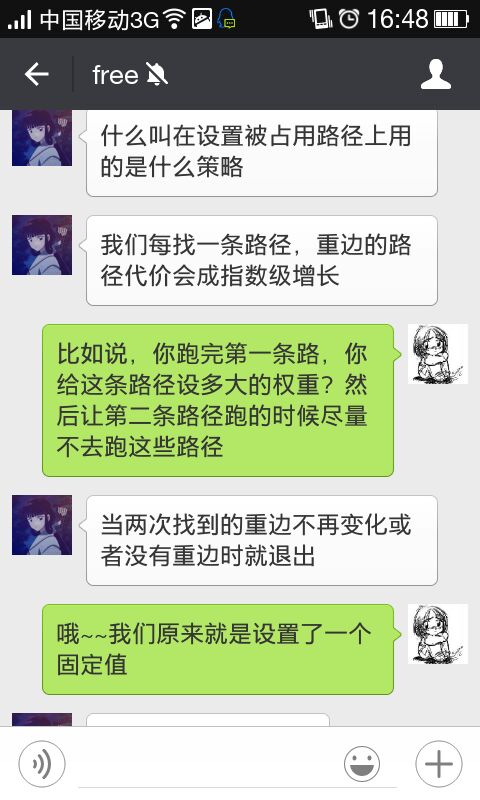 中国移动3G 16:48
free
什么叫在设置被占用路径上用
的是什么策略
我们每找一条路径，重边的路
径代价会成指数级增长
比如说，你跑完第一条路，你
给这条路径设多大的权重？然
后让第二条路径跑的时候尽量
不去跑这些路径
当两次找到的重边不再变化或
者没有重边时就退出
哦~~我们原来就是设置了一个
固定值